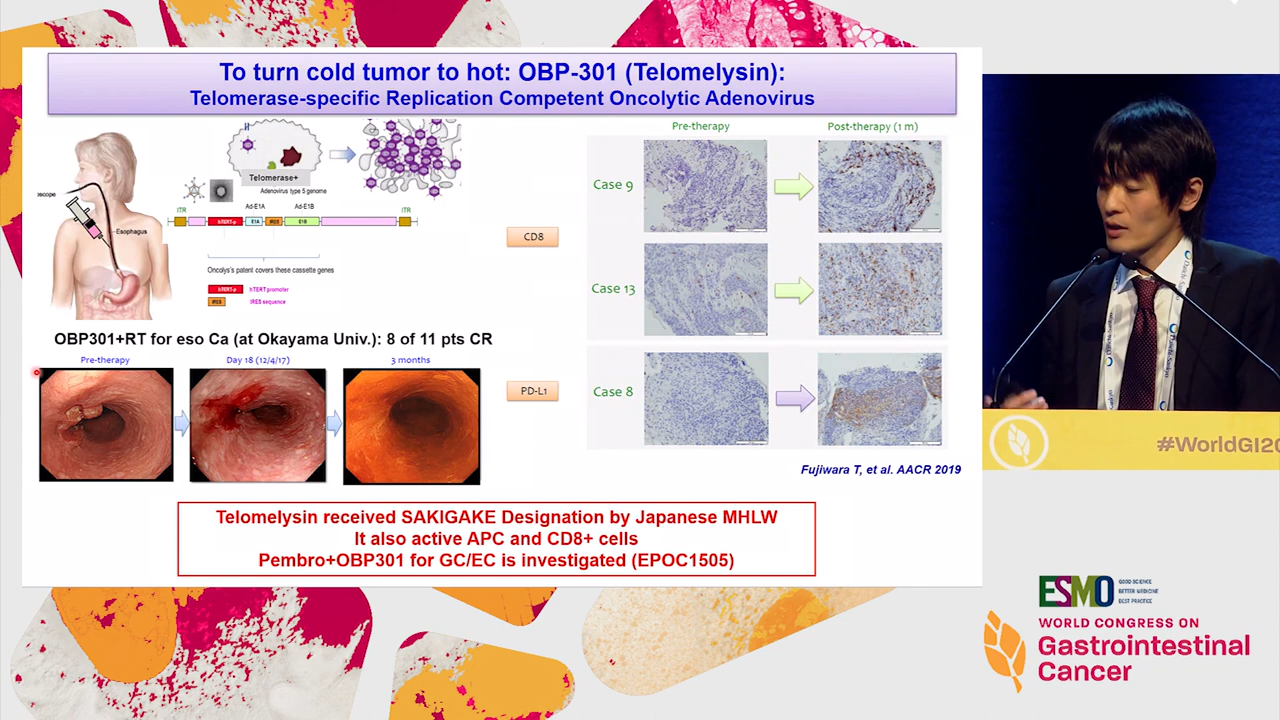 To turn cold tumor to hot: OBP-301 (Telomelysin):
Telomerase-specific Replication Competent Oncolytic Adenovirus
scope
Esophagus
Telomerase+
Adenovirus type 5 genome
Ad-E1A
Ad-E1B
ITR
ITR
hTERT-p
E1A
IRES
E1B
Oncolys's patent covers these cassette genes
hTERT-p
hTERT promoter
IRES
IRES sequence
CD8
Pre-therapy
Post-therapy (1 m)
Case 9
Case 13
OBP301+RT for eso Ca (at Okayama Univ.): 8 of 11 pts CR
Pre-therapy
Day 18 (12/4/17)
3 months
PD-L1
Case 8
Fujiwara T, et al. AACR 2019
Telomelysin received SAKIGAKE Designation by Japanese MHLW
It also active APC and CD8+ cells
Pembro+OBP301 for GC/EC is investigated (EPOC1505)
Daiichi-Sankyo
#WorldGI20
ESMO
GOOD SCIENCE
BETTER MEDICINE
BEST PRACTICE
WORLD CONGRESS ON
Gastrointestinal
Cancer